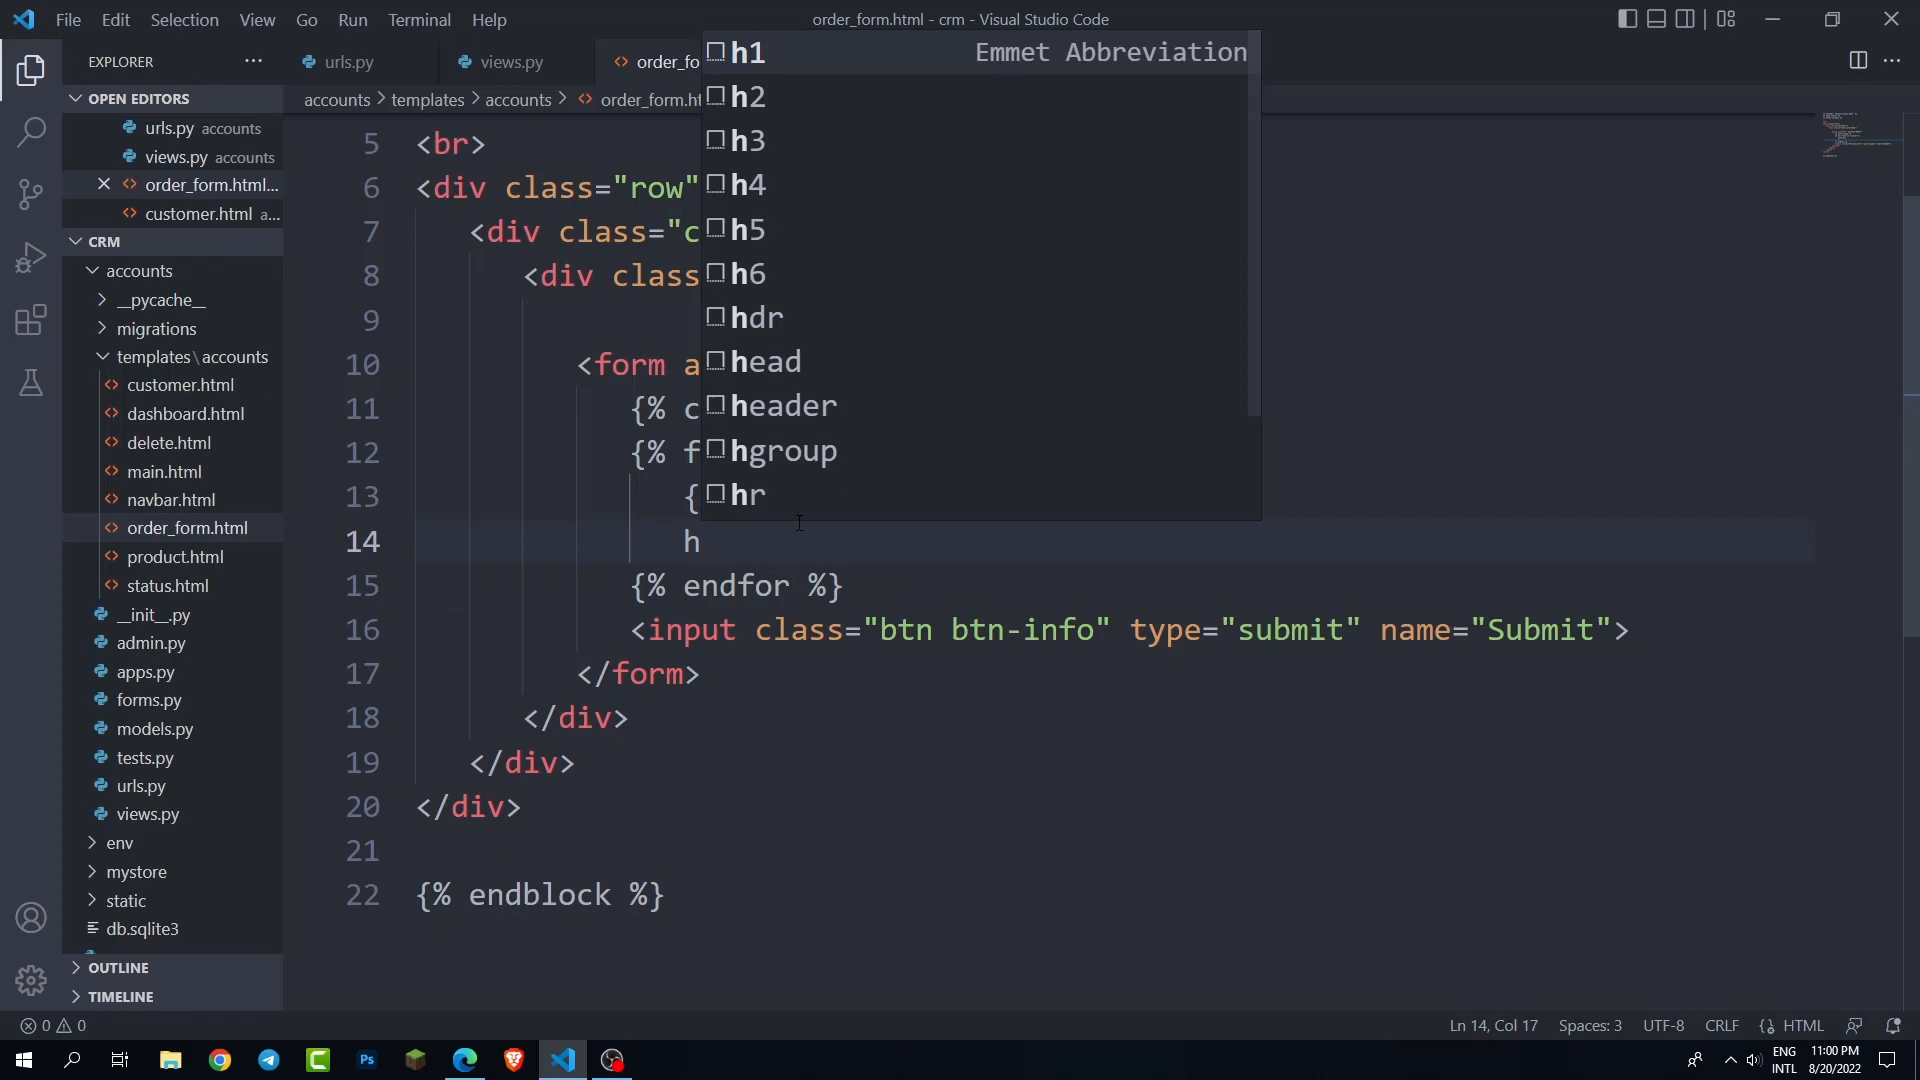 File Edit Selection View Go Run Terminal Help
order_form.html - crm - Visual Studio Code
EXPLORER
OPEN EDITORS
urls.py accounts
views.py accounts
order_form.html...
customer.html a...
CRM
accounts
__pycache__
migrations
templates\accounts
customer.html
dashboard.html
delete.html
main.html
navbar.html
order_form.html
product.html
status.html
__init__.py
admin.py
apps.py
forms.py
models.py
tests.py
urls.py
views.py
env
mystore
static
db.sqlite3
OUTLINE
TIMELINE
urls.py
views.py
order_fo
accounts > templates > accounts > order_form.ht
5 <br>
6 <div class="row"
7 <div class="c
8 <div class
9
10 <form a
11 {% c
12 {% f
13 {
14 h
15 {% endfor %}
16 <input class="btn btn-info" type="submit" name="Submit">
17 </form>
18 </div>
19 </div>
20 </div>
21
22 {% endblock %}
h1 Emmet Abbreviation
h2
h3
h4
h5
h6
hdr
head
header
hgroup
hr
0 0
Ln 14, Col 17 Spaces: 3 UTF-8 CRLF {} HTML
Ps
ENG
INTL
11:00 PM
8/20/2022